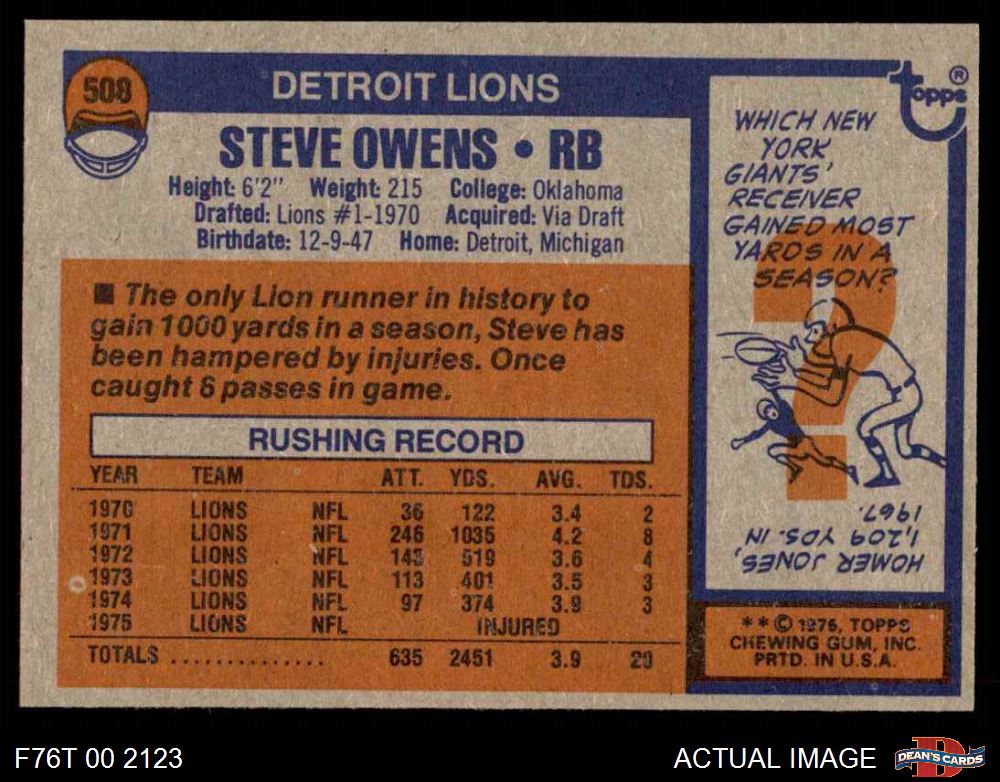 508
DETROIT LIONS
STEVE OWENS • RB
Height: 6'2" Weight: 215 College: Oklahoma
Drafted: Lions #1-1970 Acquired: Via Draft
Birthdate: 12-9-47 Home: Detroit, Michigan
■ The only Lion runner in history to
gain 1000 yards in a season, Steve has
been hampered by injuries. Once
caught 6 passes in game.
RUSHING RECORD
YEAR TEAM ATT. YDS. AVG. TDS.
1970 LIONS NFL 36 122 3.4 2
1971 LIONS NFL 246 1035 4.2 8
1972 LIONS NFL 143 519 3.6 4
1973 LIONS NFL 113 401 3.5 3
1974 LIONS NFL 97 374 3.9 3
1975 LIONS NFL INJURED
TOTALS .............. 635 2451 3.9 20
Topps®
WHICH NEW
YORK
GIANTS'
RECEIVER
GAINED MOST
YARDS IN A
SEASON?
?
HOMER JONES,
1,209 YDS. IN
1967.
**© 1976, TOPPS
CHEWING GUM, INC.
PRTD. IN U.S.A.
F76T 00 2123
ACTUAL IMAGE
D
DEAN'S CARDS